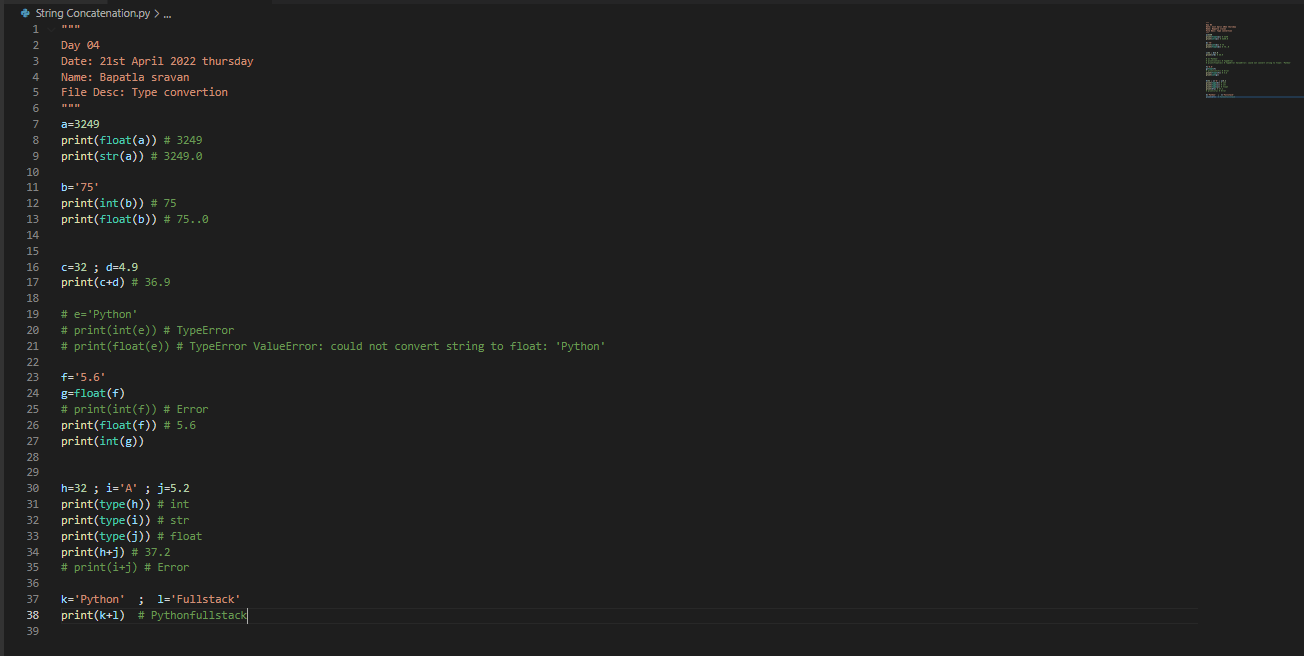 String Concatenation.py > ...
1 """
2 Day 04
3 Date: 21st April 2022 thursday
4 Name: Bapatla sravan
5 File Desc: Type convertion
6 """
7 a=3249
8 print(float(a)) # 3249
9 print(str(a)) # 3249.0
10
11 b='75'
12 print(int(b)) # 75
13 print(float(b)) # 75..0
14
15
16 c=32 ; d=4.9
17 print(c+d) # 36.9
18
19 # e='Python'
20 # print(int(e)) # TypeError
21 # print(float(e)) # TypeError ValueError: could not convert string to float: 'Python'
22
23 f='5.6'
24 g=float(f)
25 # print(int(f)) # Error
26 print(float(f)) # 5.6
27 print(int(g))
28
29
30 h=32 ; i='A' ; j=5.2
31 print(type(h)) # int
32 print(type(i)) # str
33 print(type(j)) # float
34 print(h+j) # 37.2
35 # print(i+j) # Error
36
37 k='Python'  ;  l='Fullstack'
38 print(k+l)  # Pythonfullstack
39